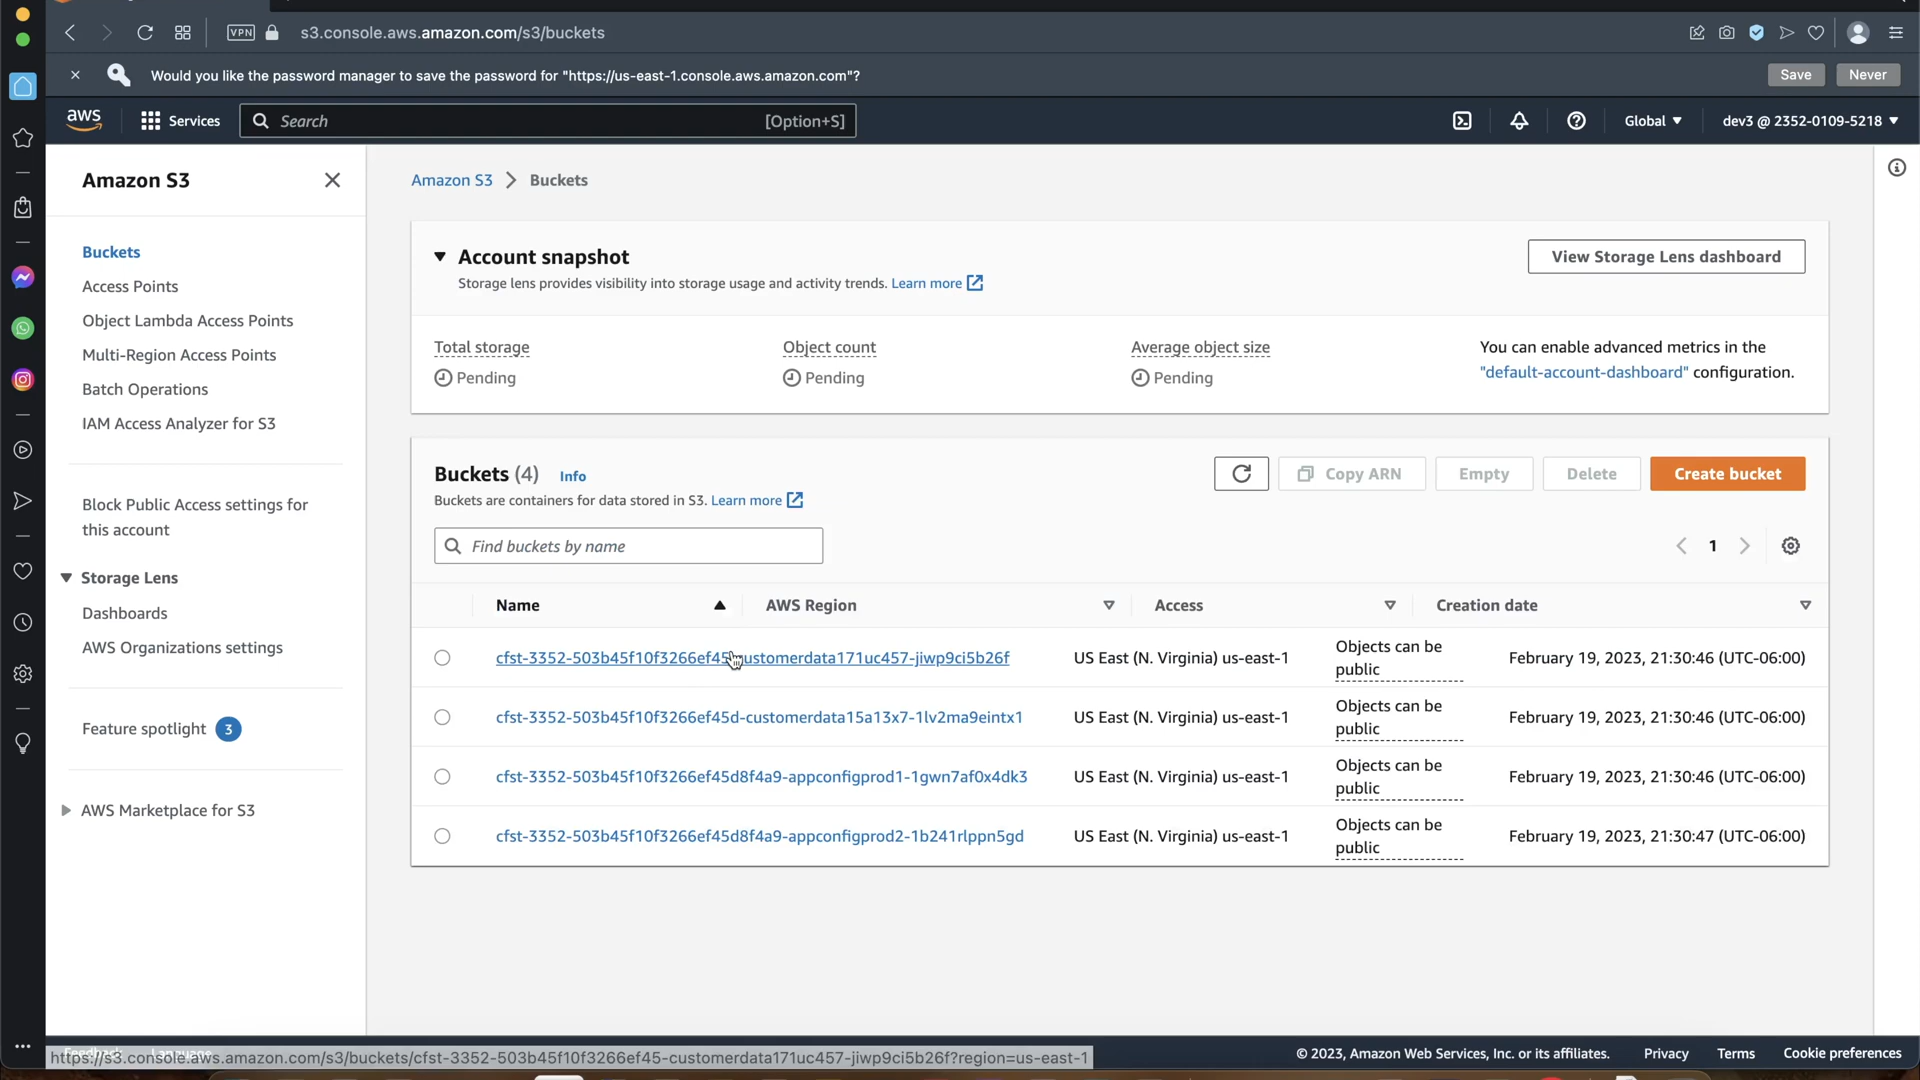 VPN
s3.console.aws.amazon.com/s3/buckets
Would you like the password manager to save the password for "https://us-east-1.console.aws.amazon.com"?
Save
Never
aws
Services
Search
[Option+S]
Global
dev3 @ 2352-0109-5218
Amazon S3
Buckets
Access Points
Object Lambda Access Points
Multi-Region Access Points
Batch Operations
IAM Access Analyzer for S3
Block Public Access settings for
this account
Storage Lens
Dashboards
AWS Organizations settings
Feature spotlight 3
AWS Marketplace for S3
Amazon S3 > Buckets
Account snapshot
Storage lens provides visibility into storage usage and activity trends. Learn more
View Storage Lens dashboard
Total storage
Pending
Object count
Pending
Average object size
Pending
You can enable advanced metrics in the
"default-account-dashboard" configuration.
Buckets (4) Info
Buckets are containers for data stored in S3. Learn more
Copy ARN
Empty
Delete
Create bucket
Find buckets by name
1
Name AWS Region Access Creation date
cfst-3352-503b45f10f3266ef45-customerdata171uc457-jiwp9ci5b26f US East (N. Virginia) us-east-1 Objects can be February 19, 2023, 21:30:46 (UTC-06:00)
public
cfst-3352-503b45f10f3266ef45d-customerdata15a13x7-1lv2ma9eintx1 US East (N. Virginia) us-east-1 Objects can be February 19, 2023, 21:30:46 (UTC-06:00)
public
cfst-3352-503b45f10f3266ef45d8f4a9-appconfigprod1-1gwn7af0x4dk3 US East (N. Virginia) us-east-1 Objects can be February 19, 2023, 21:30:46 (UTC-06:00)
public
cfst-3352-503b45f10f3266ef45d8f4a9-appconfigprod2-1b241rlppn5gd US East (N. Virginia) us-east-1 Objects can be February 19, 2023, 21:30:47 (UTC-06:00)
public
Feedback Language
https://s3.console.aws.amazon.com/s3/buckets/cfst-3352-503b45f10f3266ef45-customerdata171uc457-jiwp9ci5b26f?region=us-east-1
© 2023, Amazon Web Services, Inc. or its affiliates.
Privacy
Terms
Cookie preferences